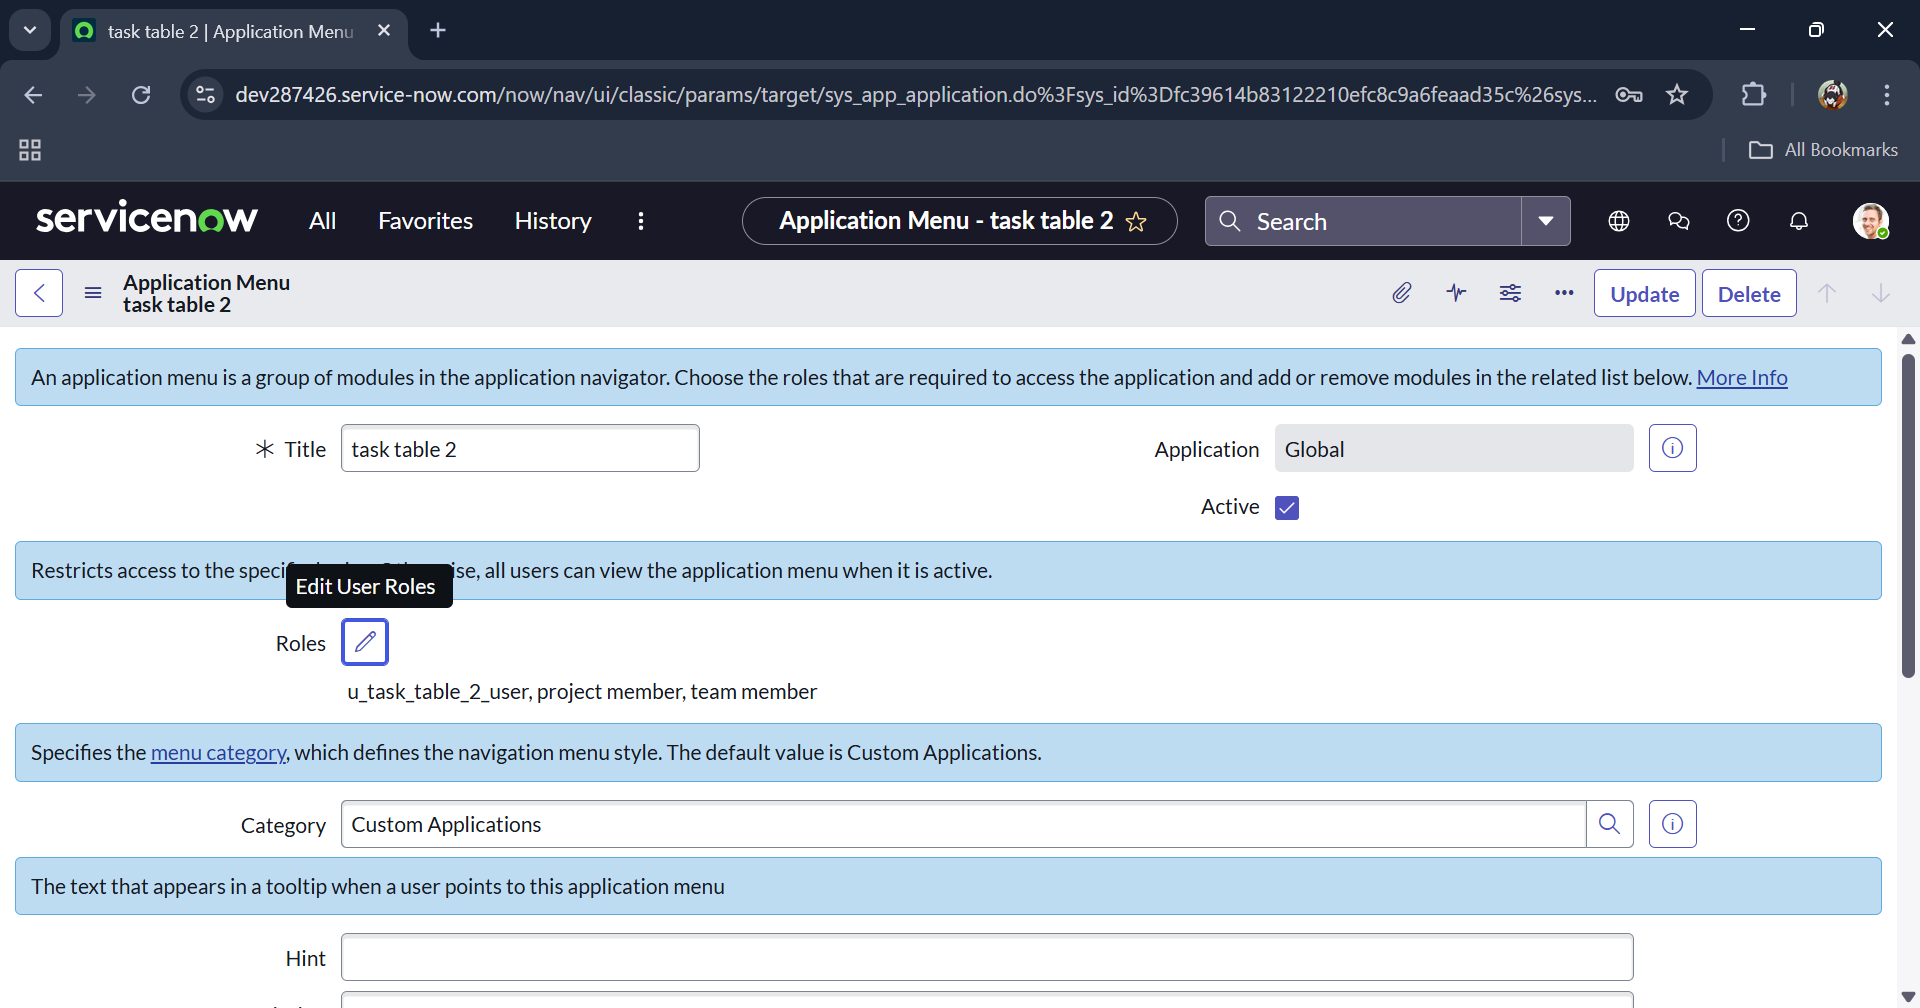 task table 2 | Application Menu
dev287426.service-now.com/now/nav/ui/classic/params/target/sys_app_application.do%3Fsys_id%3Dfc39614b83122210efc8c9a6feaad35c%26sys...
All Bookmarks
servicenow All Favorites History Application Menu - task table 2 Search
Application Menu
task table 2
Update Delete
An application menu is a group of modules in the application navigator. Choose the roles that are required to access the application and add or remove modules in the related list below. More Info
Title task table 2 Application Global
Active
Restricts access to the speci ise, all users can view the application menu when it is active.
Edit User Roles
Roles
u_task_table_2_user, project member, team member
Specifies the menu category, which defines the navigation menu style. The default value is Custom Applications.
Category Custom Applications
The text that appears in a tooltip when a user points to this application menu
Hint